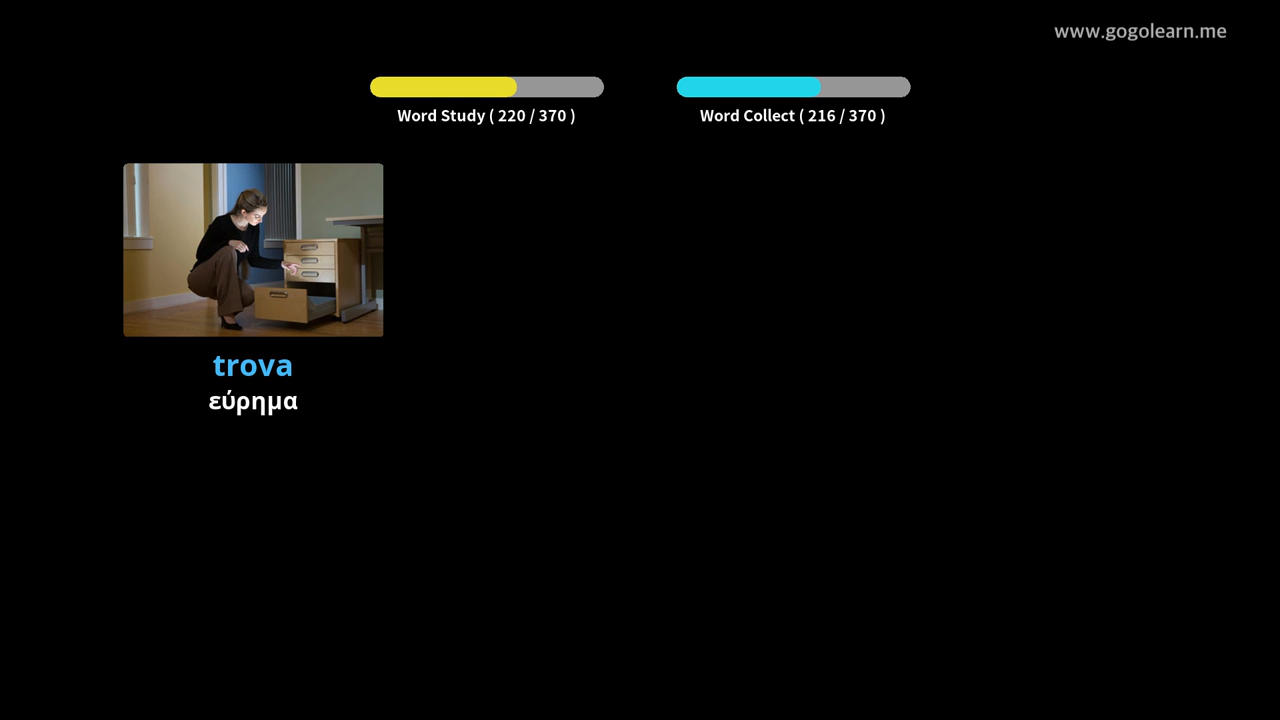 www.gogolearn.me
Word Study ( 220 / 370 )
Word Collect ( 216 / 370 )
trova
εύρημα